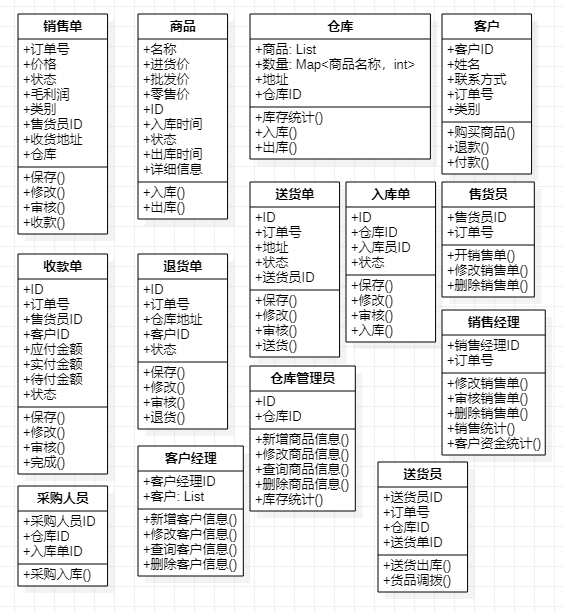 销售单
+订单号
+价格
+状态
+毛利润
+类别
+售货员ID
+收货地址
+仓库
+保存()
+修改()
+审核()
+收款()
商品
+名称
+进货价
+批发价
+零售价
+ID
+入库时间
+状态
+出库时间
+详细信息
+入库()
+出库()
仓库
+商品: List
+数量: Map<商品名称，int>
+地址
+仓库ID
+库存统计()
+入库()
+出库()
客户
+客户ID
+姓名
+联系方式
+订单号
+类别
+购买商品()
+退款()
+付款()
送货单
+ID
+订单号
+地址
+状态
+送货员ID
+保存()
+修改()
+审核()
+送货()
入库单
+ID
+仓库ID
+入库员ID
+状态
+保存()
+修改()
+审核()
+入库()
售货员
+售货员ID
+订单号
+开销售单()
+修改销售单()
+删除销售单()
收款单
+ID
+订单号
+售货员ID
+客户ID
+应付金额
+实付金额
+待付金额
+状态
+保存()
+修改()
+审核()
+完成()
退货单
+ID
+订单号
+仓库地址
+客户ID
+状态
+保存()
+修改()
+审核()
+退货()
销售经理
+销售经理ID
+订单号
+修改销售单()
+审核销售单()
+删除销售单()
+销售统计()
+客户资金统计()
仓库管理员
+ID
+仓库ID
+新增商品信息()
+修改商品信息()
+查询商品信息()
+删除商品信息()
+库存统计()
客户经理
+客户经理ID
+客户: List
+新增客户信息()
+修改客户信息()
+查询客户信息()
+删除客户信息()
送货员
+送货员ID
+订单号
+仓库ID
+送货单ID
+送货出库()
+货品调拨()
采购人员
+采购人员ID
+仓库ID
+入库单ID
+采购入库()